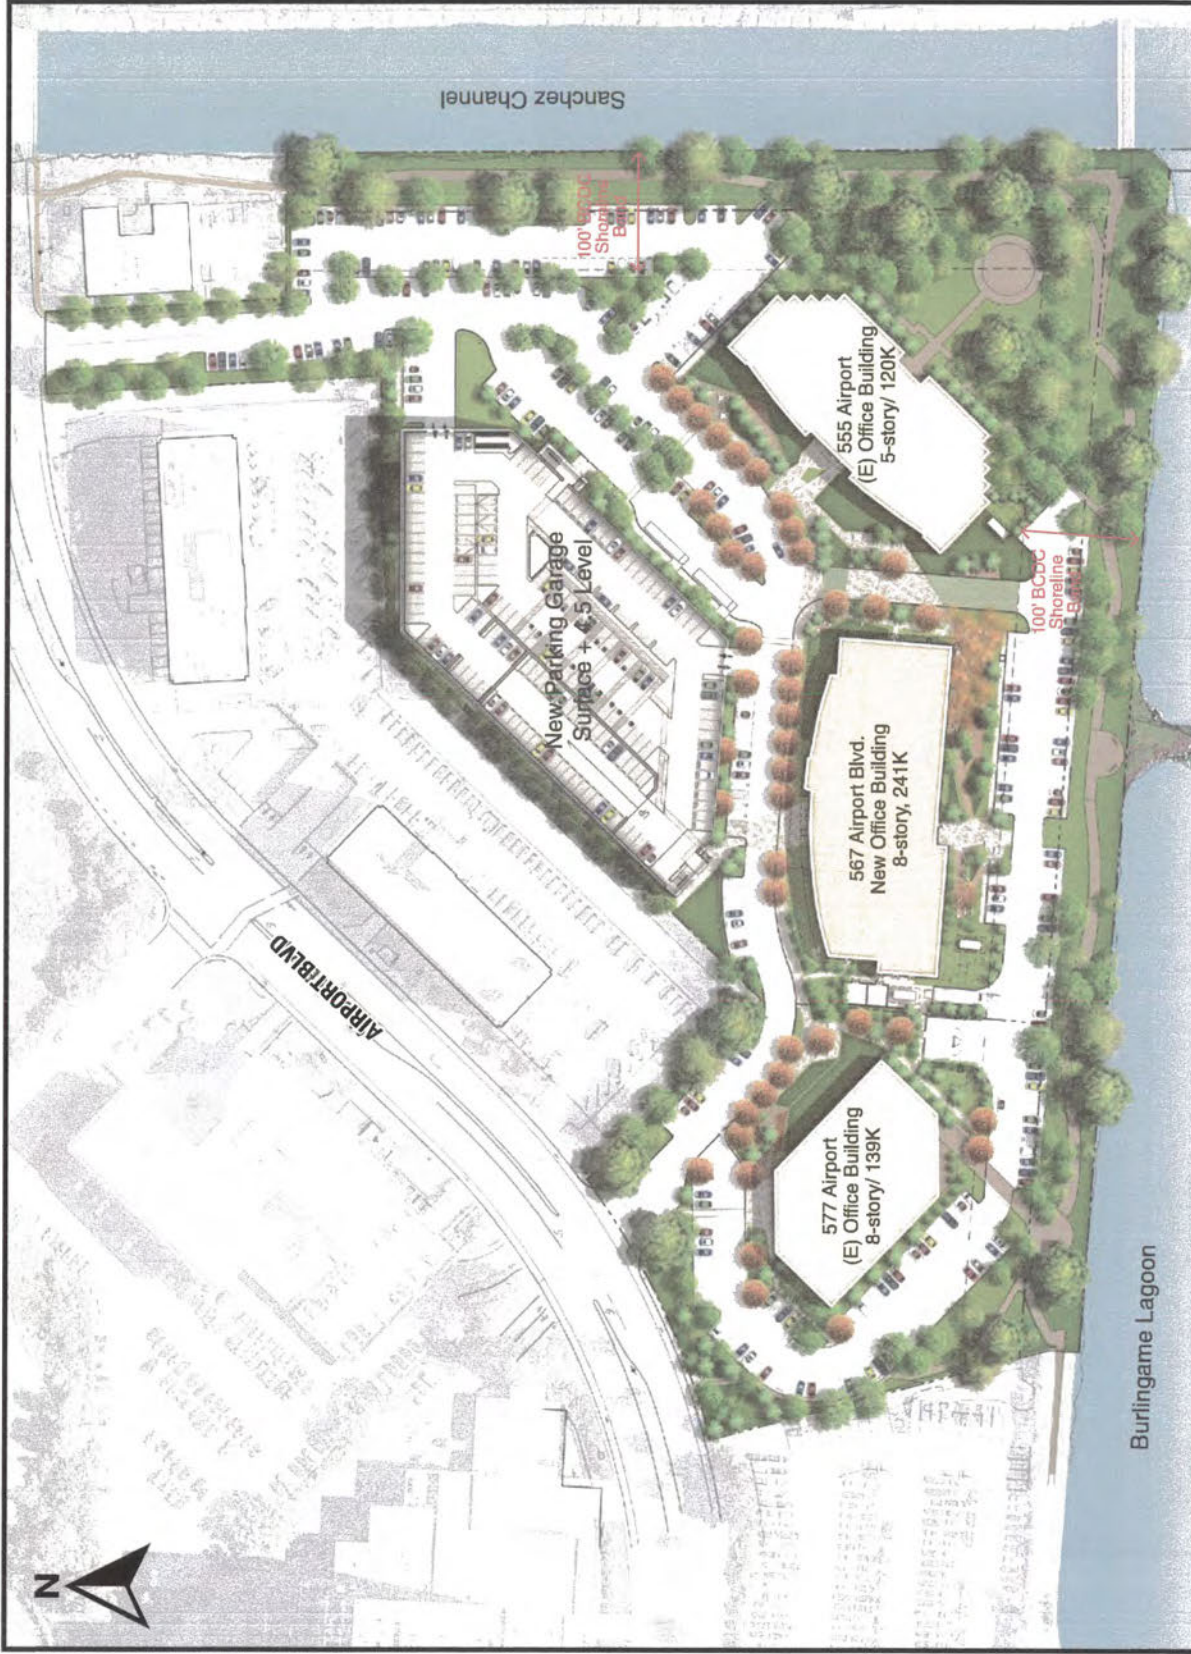 N
AIRPORT BLVD
Sanchez Channel
100' BCDC
Shoreline
Band
New Parking Garage
Surface + 4.5 Level
555 Airport
(E) Office Building
5-story/ 120K
100' BCDC
Shoreline
Band
567 Airport Blvd.
New Office Building
8-story, 241K
577 Airport
(E) Office Building
8-story/ 139K
Burlingame Lagoon